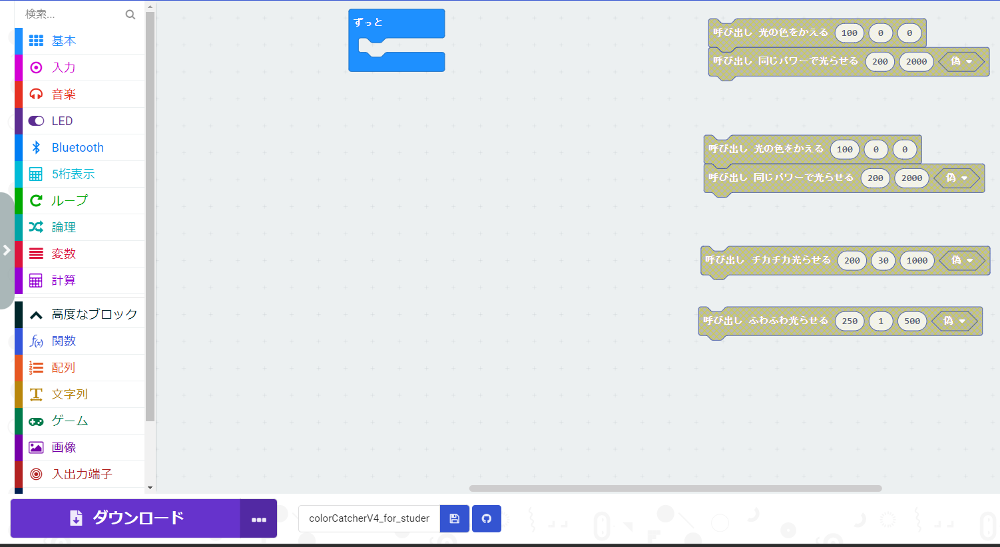 検索...
基本
入力
音楽
LED
Bluetooth
5桁表示
ループ
論理
変数
計算
高度なブロック
関数
配列
文字列
ゲーム
画像
入出力端子
ずっと
呼び出し 光の色をかえる 100 0 0
呼び出し 同じパワーで光らせる 200 2000 偽
呼び出し 光の色をかえる 100 0 0
呼び出し 同じパワーで光らせる 200 2000 偽
呼び出し チカチカ光らせる 200 30 1000 偽
呼び出し ふわふわ光らせる 250 1 500 偽
ダウンロード
colorCatcherV4_for_studer